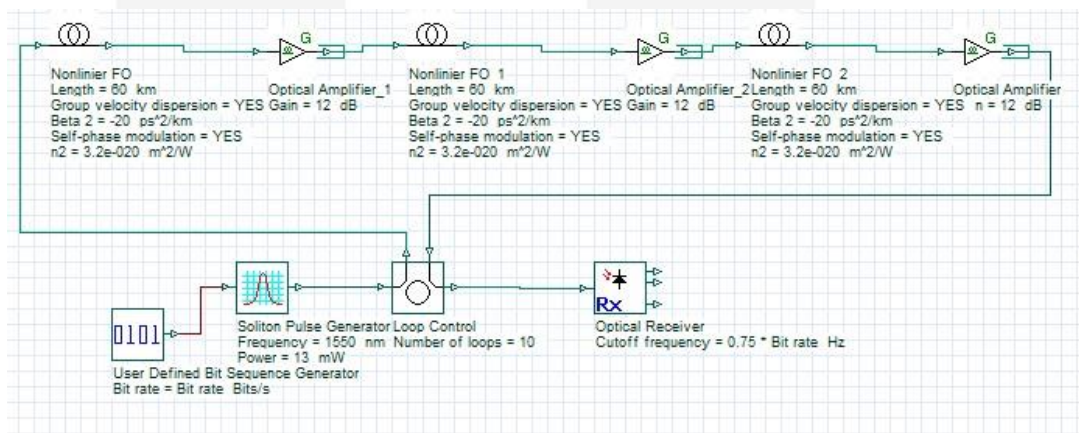 G
G
G
Nonlinier FO
Length = 60 km
Group velocity dispersion = YES
Beta 2 = -20 ps^2/km
Self-phase modulation = YES
n2 = 3.2e-020 m^2/W
Optical Amplifier_1
Gain = 12 dB
Nonlinier FO 1
Length = 60 km
Group velocity dispersion = YES
Beta 2 = -20 ps^2/km
Self-phase modulation = YES
n2 = 3.2e-020 m^2/W
Optical Amplifier_2
Gain = 12 dB
Nonlinier FO 2
Length = 60 km
Group velocity dispersion = YES
Beta 2 = -20 ps^2/km
Self-phase modulation = YES
n2 = 3.2e-020 m^2/W
Optical Amplifier
n = 12 dB
0101
User Defined Bit Sequence Generator
Bit rate = Bit rate Bits/s
Soliton Pulse Generator
Frequency = 1550 nm
Power = 13 mW
Loop Control
Number of loops = 10
Rx
Optical Receiver
Cutoff frequency = 0.75 * Bit rate Hz